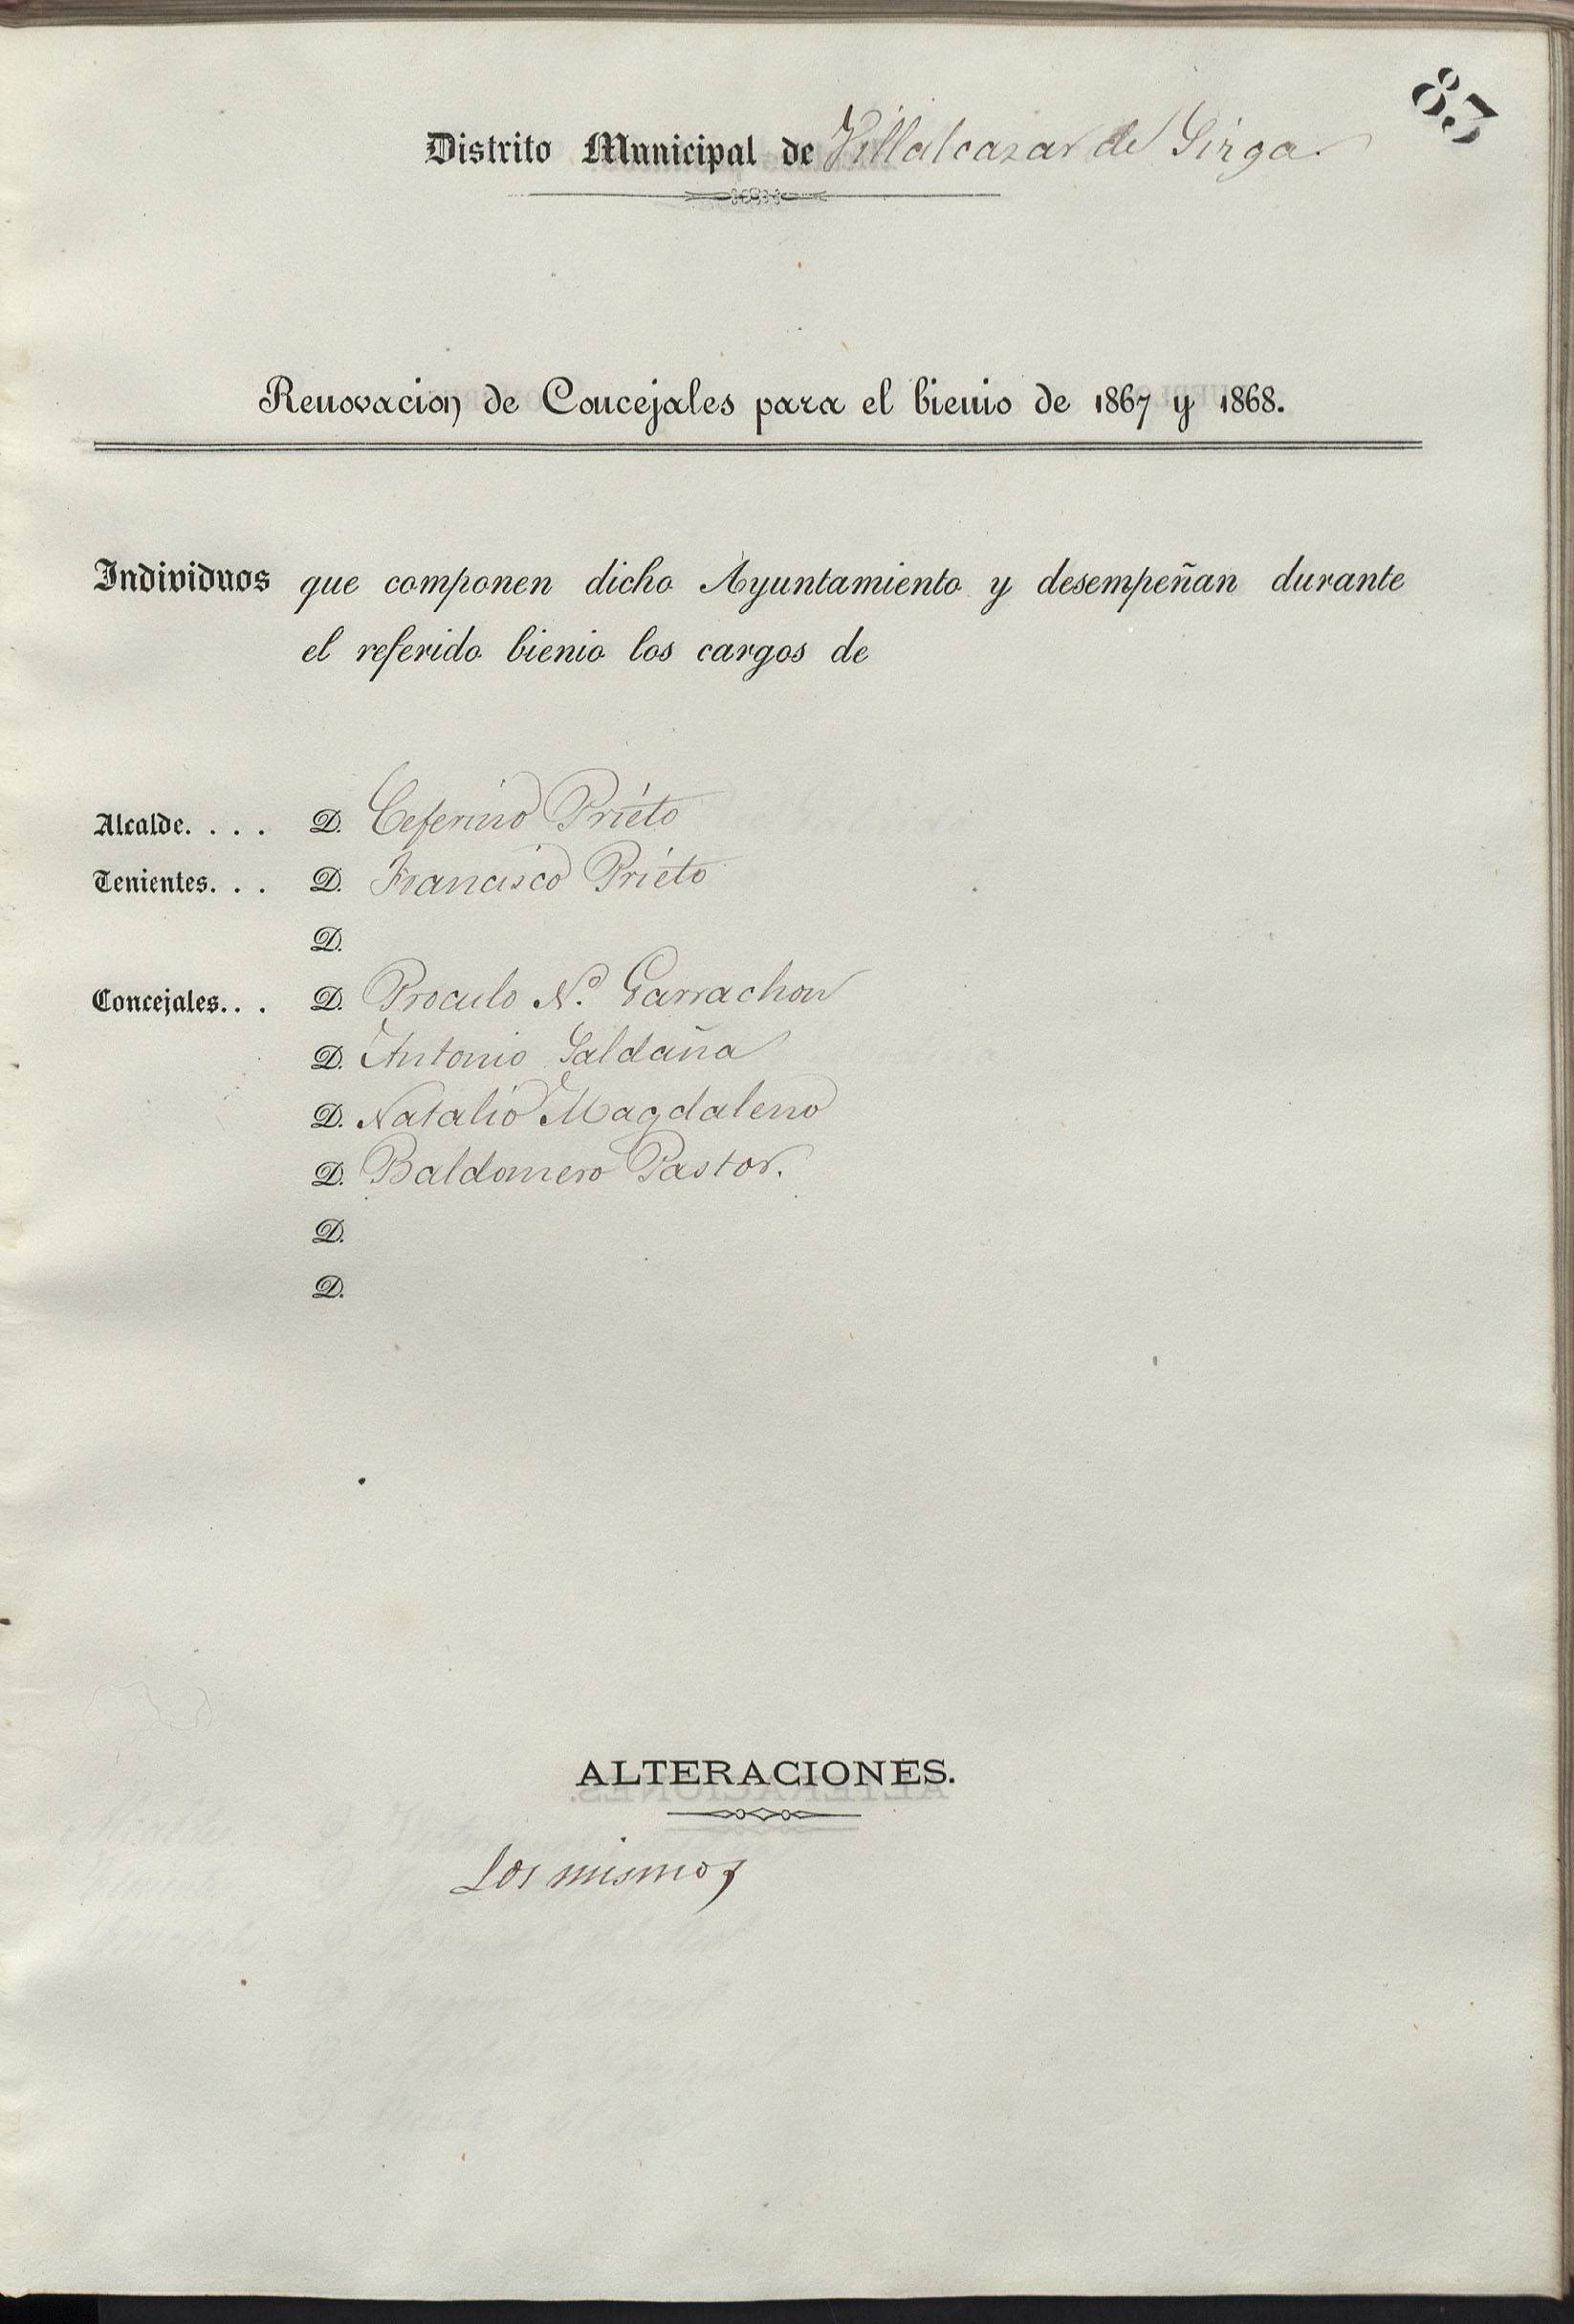 85
Distrito Municipal de Villalcazar de Sirga.
Renovacion de Concejales para el bienio de 1867 y 1868.
Individuos que componen dicho Ayuntamiento y desempeñan durante
el referido bienio los cargos de
Alcalde. . . . D. Ceferino Prieto
Tenientes. . . D. Francisco Prieto
D.
Concejales. . . D. Proculo N.º Garrachon
D. Antonio Saldaña
D. Natalio Magdaleno
D. Baldomero Pastor.
D.
D.
ALTERACIONES.
Los mismos